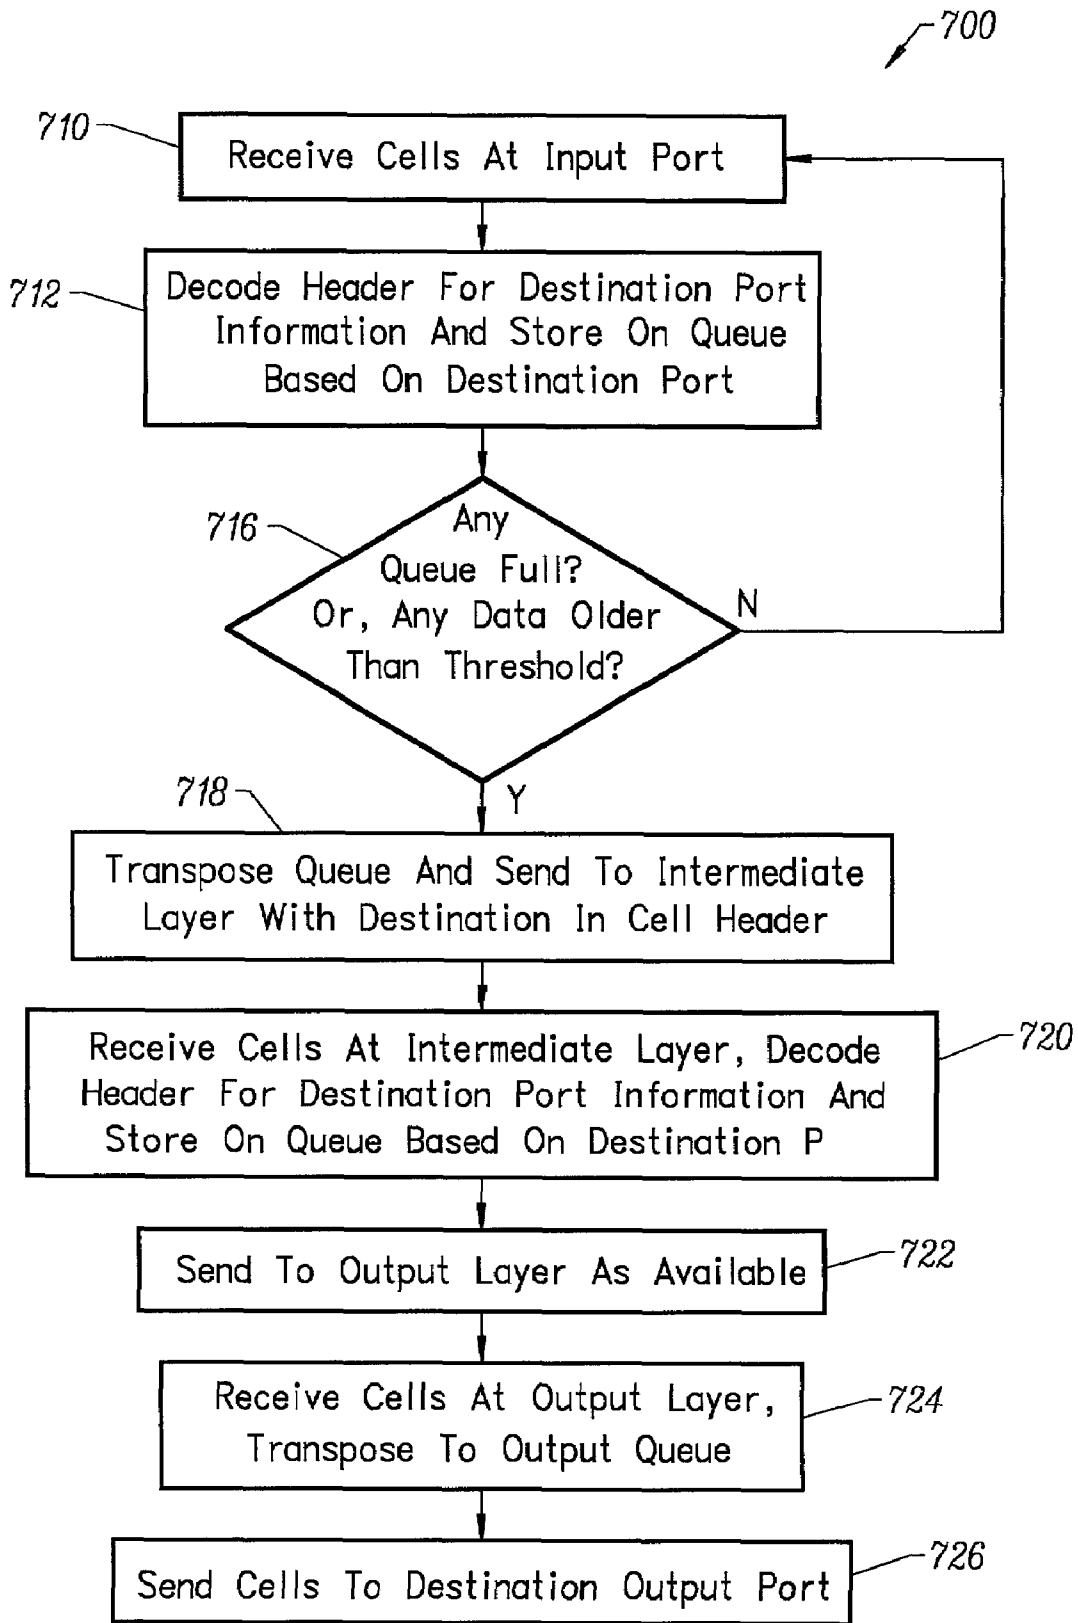 700
710
Receive Cells At Input Port
712
Decode Header For Destination Port
Information And Store On Queue
Based On Destination Port
716
Any
Queue Full?
Or, Any Data Older
Than Threshold?
N
Y
718
Transpose Queue And Send To Intermediate
Layer With Destination In Cell Header
720
Receive Cells At Intermediate Layer, Decode
Header For Destination Port Information And
Store On Queue Based On Destination P
722
Send To Output Layer As Available
724
Receive Cells At Output Layer,
Transpose To Output Queue
726
Send Cells To Destination Output Port